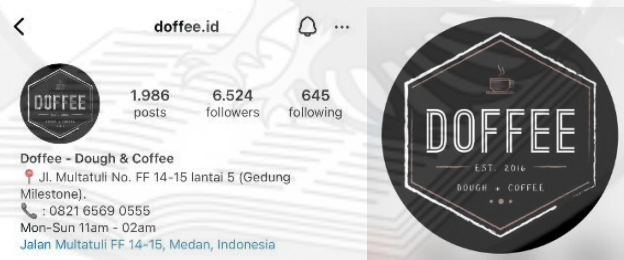 doffee.id
1.986 6.524 645
posts followers following
Doffee - Dough & Coffee
Jl. Multatuli No. FF 14-15 lantai 5 (Gedung
Milestone).
: 0821 6569 0555
Mon-Sun 11am - 02am
Jalan Multatuli FF 14-15, Medan, Indonesia
DOFFEE
DOFFEE
EST. 2016
DOUGH + COFFEE